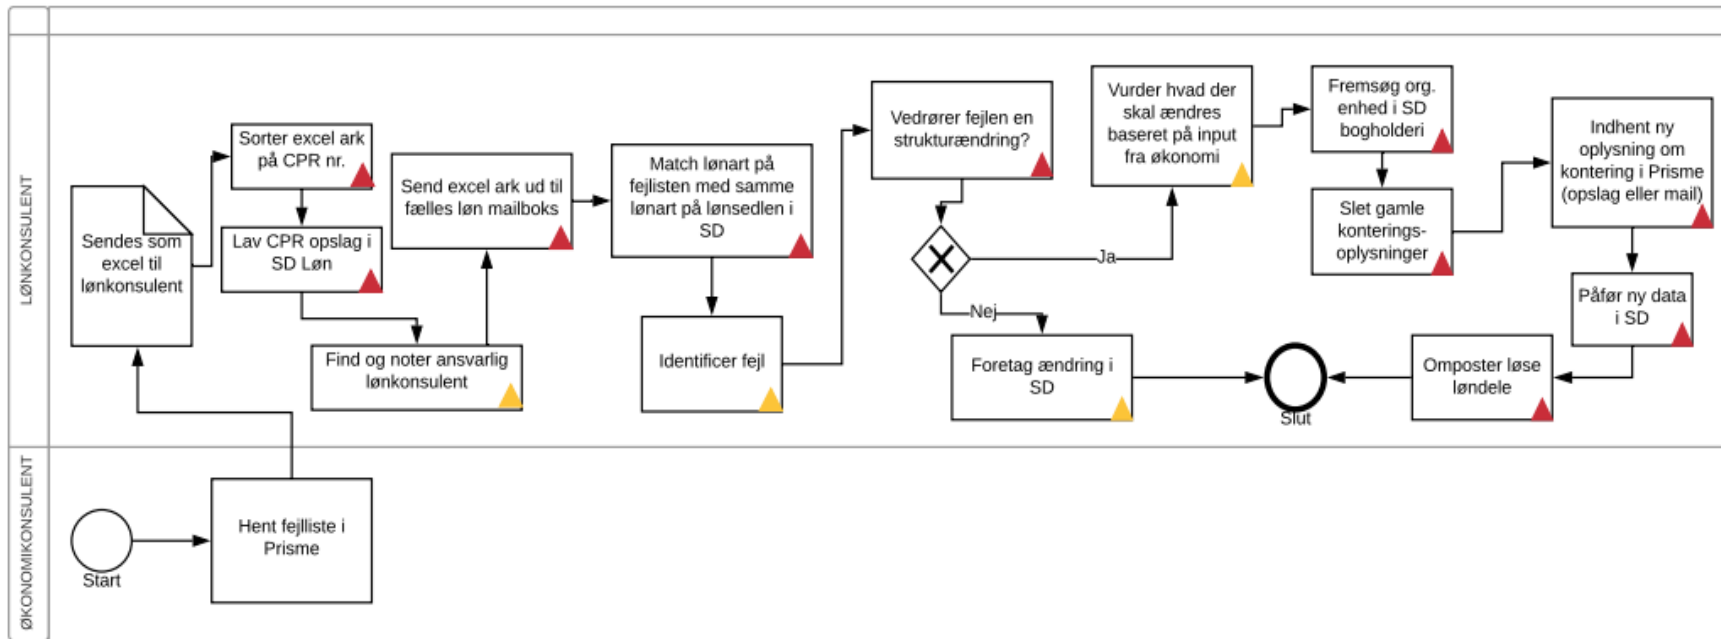 LØNKONSULENT
Sendes som
excel til
lønkonsulent
Sorter excel ark
på CPR nr.
Lav CPR opslag i
SD Løn
Find og noter ansvarlig
lønkonsulent
Send excel ark ud til
fælles løn mailboks
Match lønart på
fejlisten med samme
lønart på lønsedlen i
SD
Identificer fejl
Vedrører fejlen en
strukturændring?
Ja
Nej
Vurder hvad der
skal ændres
baseret på input
fra økonomi
Foretag ændring i
SD
Fremsøg org.
enhed i SD
bogholderi
Slet gamle
konterings-
oplysninger
Indhent ny
oplysning om
kontering i Prisme
(opslag eller mail)
Påfør ny data
i SD
Omposter løse
løndele
Slut
ØKONOMIKONSULENT
Start
Hent fejlliste i
Prisme